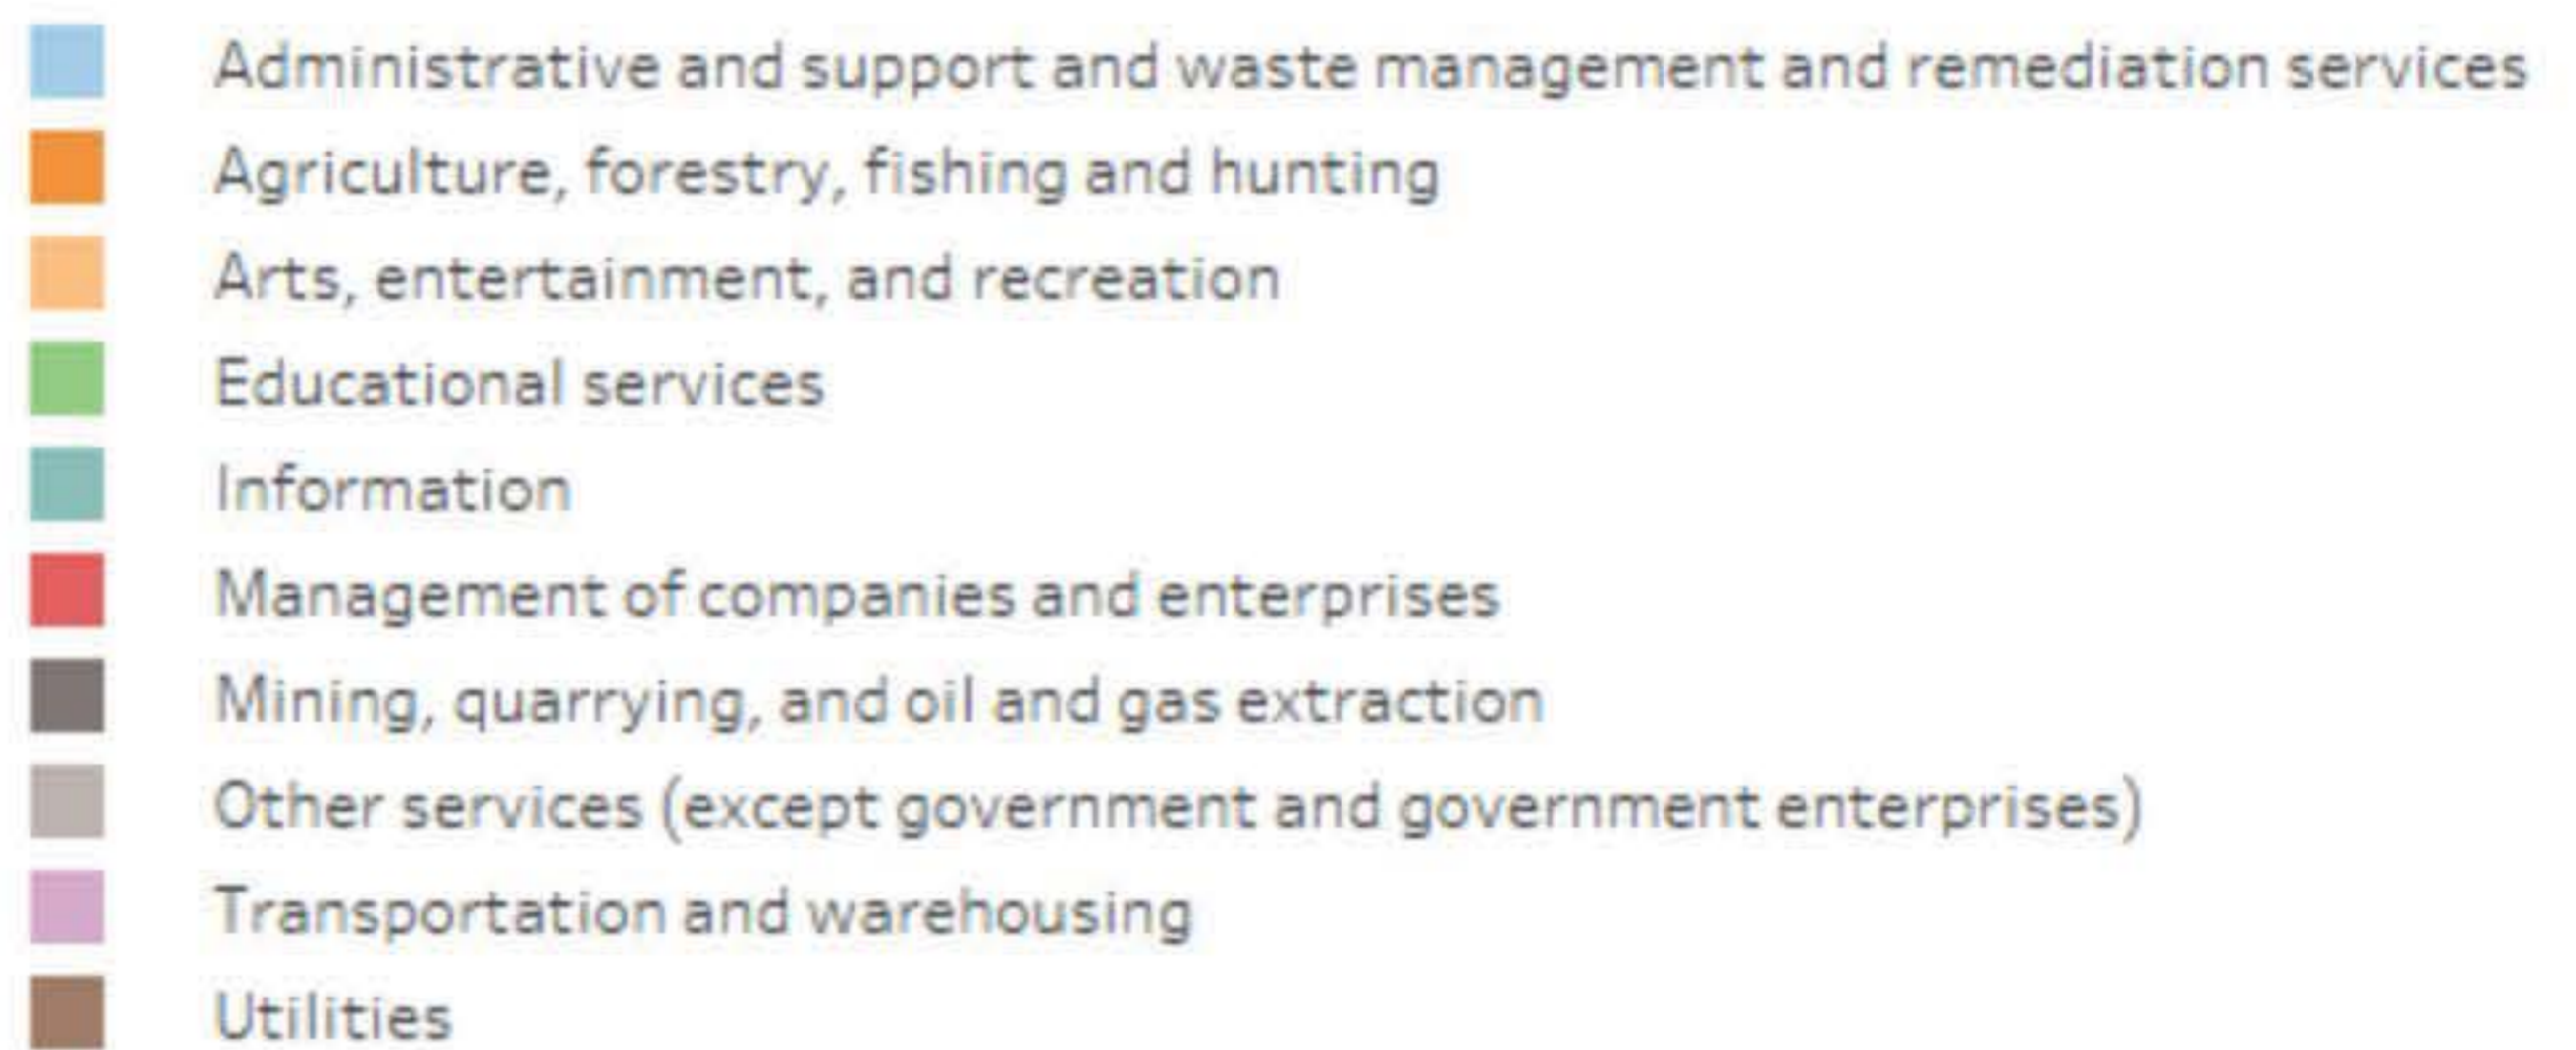 Administrative and support and waste management and remediation services
Agriculture, forestry, fishing and hunting
Arts, entertainment, and recreation
Educational services
Information
Management of companies and enterprises
Mining, quarrying, and oil and gas extraction
Other services (except government and government enterprises)
Transportation and warehousing
Utilities